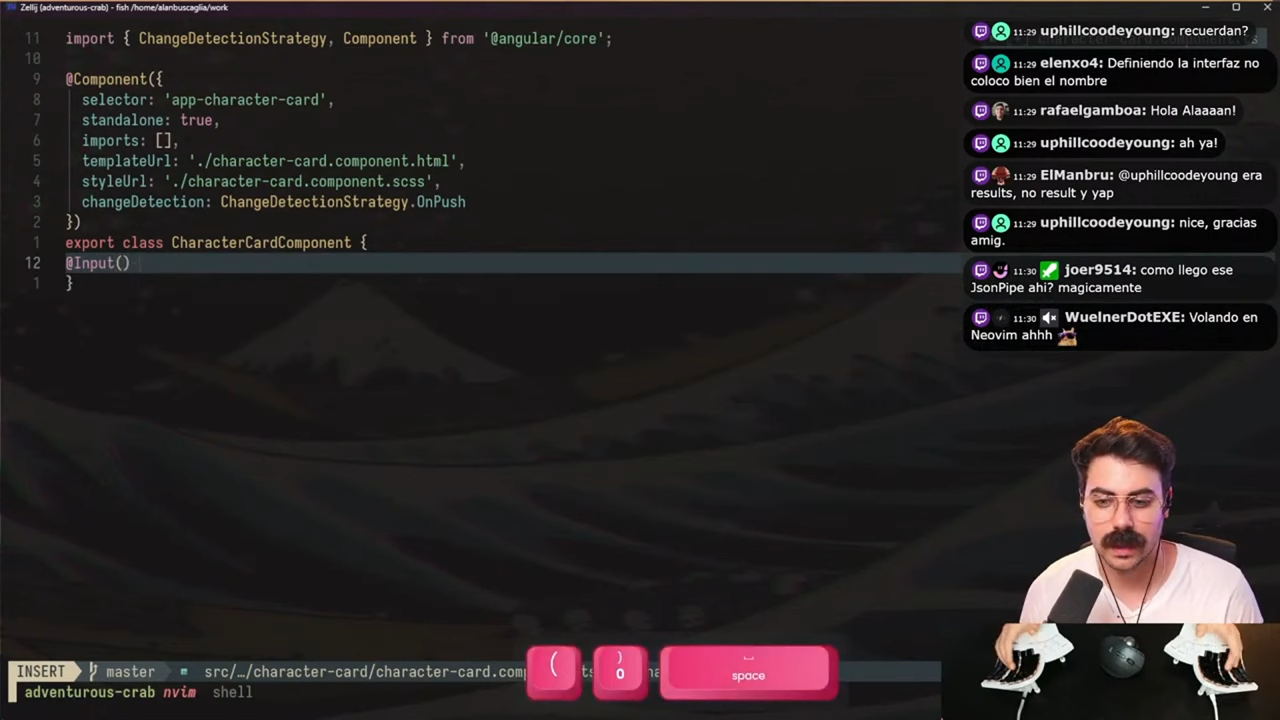 Zellij (adventurous-crab) - fish /home/alanbuscaglia/work
11 import { ChangeDetectionStrategy, Component } from '@angular/core';
10
9 @Component({
8 selector: 'app-character-card',
7 standalone: true,
6 imports: [],
5 templateUrl: './character-card.component.html',
4 styleUrl: './character-card.component.scss',
3 changeDetection: ChangeDetectionStrategy.OnPush
2 })
1 export class CharacterCardComponent {
12 @Input()
1 }
11:29 uphillcoodeyoung: recuerdan?
11:29 elenxo4: Definiendo la interfaz no
coloco bien el nombre
11:29 rafaelgamboa: Hola Alaaaan!
11:29 uphillcoodeyoung: ah ya!
11:29 ElManbru: @uphillcoodeyoung era
results, no result y yap
11:29 uphillcoodeyoung: nice, gracias
amig.
11:30 joer9514: como llego ese
JsonPipe ahi? magicamente
11:30 WuelnerDotEXE: Volando en
Neovim ahhh
( ) 0 space
INSERT master src/…/character-card/character-card.comp
adventurous-crab nvim shell